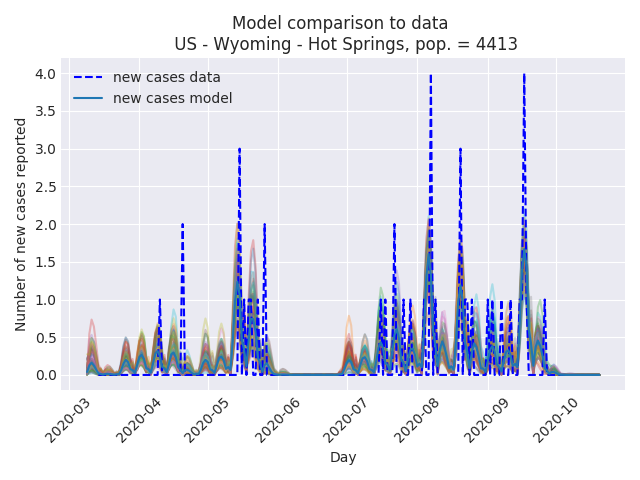 Model comparison to data
US - Wyoming - Hot Springs, pop. = 4413
new cases data
new cases model
Number of new cases reported
4.0
3.5
3.0
2.5
2.0
1.5
1.0
0.5
0.0
2020-03
2020-04
2020-05
2020-06
2020-07
2020-08
2020-09
2020-10
Day